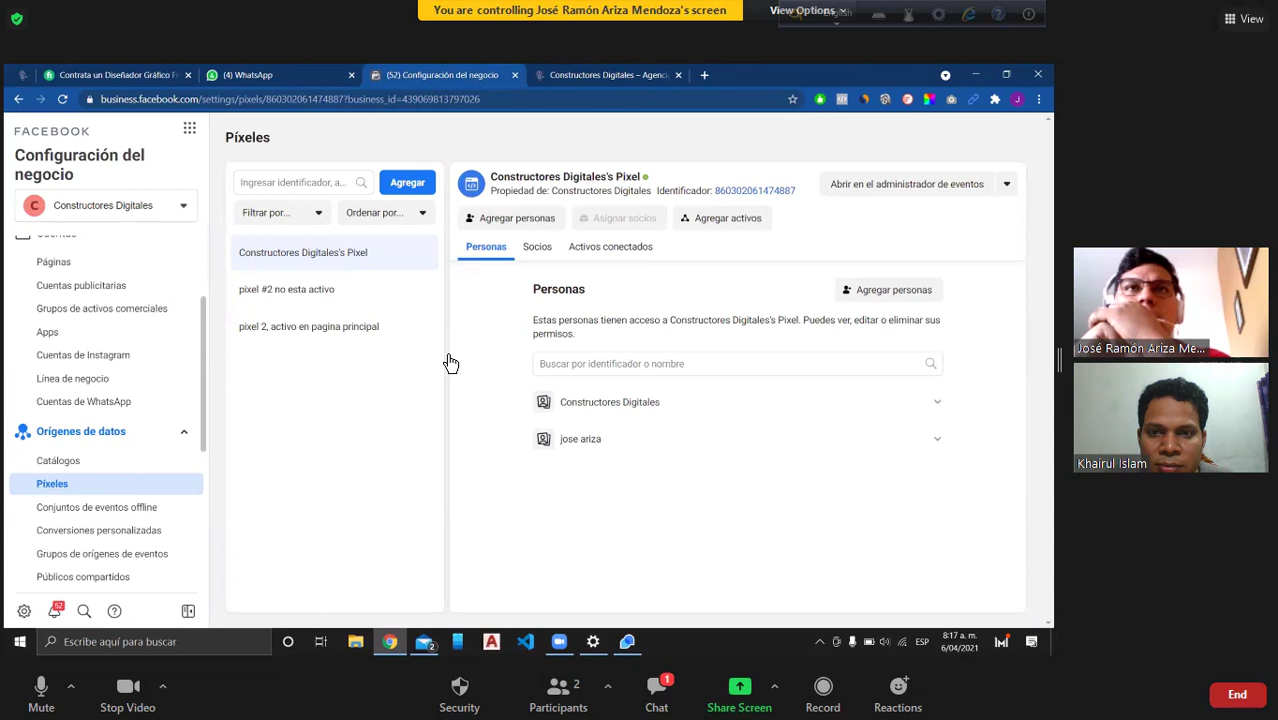 You are controlling José Ramón Ariza Mendoza's screen
View Options
English
View
Contrata un Diseñador Gráfico F
(4) WhatsApp
(52) Configuración del negocio
Constructores Digitales – Agenc
business.facebook.com/settings/pixels/860302061474887?business_id=439069813797026
FACEBOOK
Configuración del
negocio
C
Constructores Digitales
Páginas
Cuentas publicitarias
Grupos de activos comerciales
Apps
Cuentas de Instagram
Línea de negocio
Cuentas de WhatsApp
Orígenes de datos
Catálogos
Píxeles
Conjuntos de eventos offline
Conversiones personalizadas
Grupos de orígenes de eventos
Públicos compartidos
52
Píxeles
Ingresar identificador, a...
Agregar
Filtrar por...
Ordenar por...
Constructores Digitales's Pixel
pixel #2 no esta activo
pixel 2, activo en pagina principal
Constructores Digitales's Pixel
Propiedad de: Constructores Digitales
Identificador: 860302061474887
Abrir en el administrador de eventos
Agregar personas
Asignar socios
Agregar activos
Personas
Socios
Activos conectados
Personas
Agregar personas
Estas personas tienen acceso a Constructores Digitales's Pixel. Puedes ver, editar o eliminar sus
permisos.
Buscar por identificador o nombre
Constructores Digitales
jose ariza
José Ramón Ariza Me...
Khairul Islam
Escribe aquí para buscar
2
ESP
8:17 a. m.
6/04/2021
Mute
Stop Video
Security
2
Participants
1
Chat
Share Screen
Record
Reactions
End